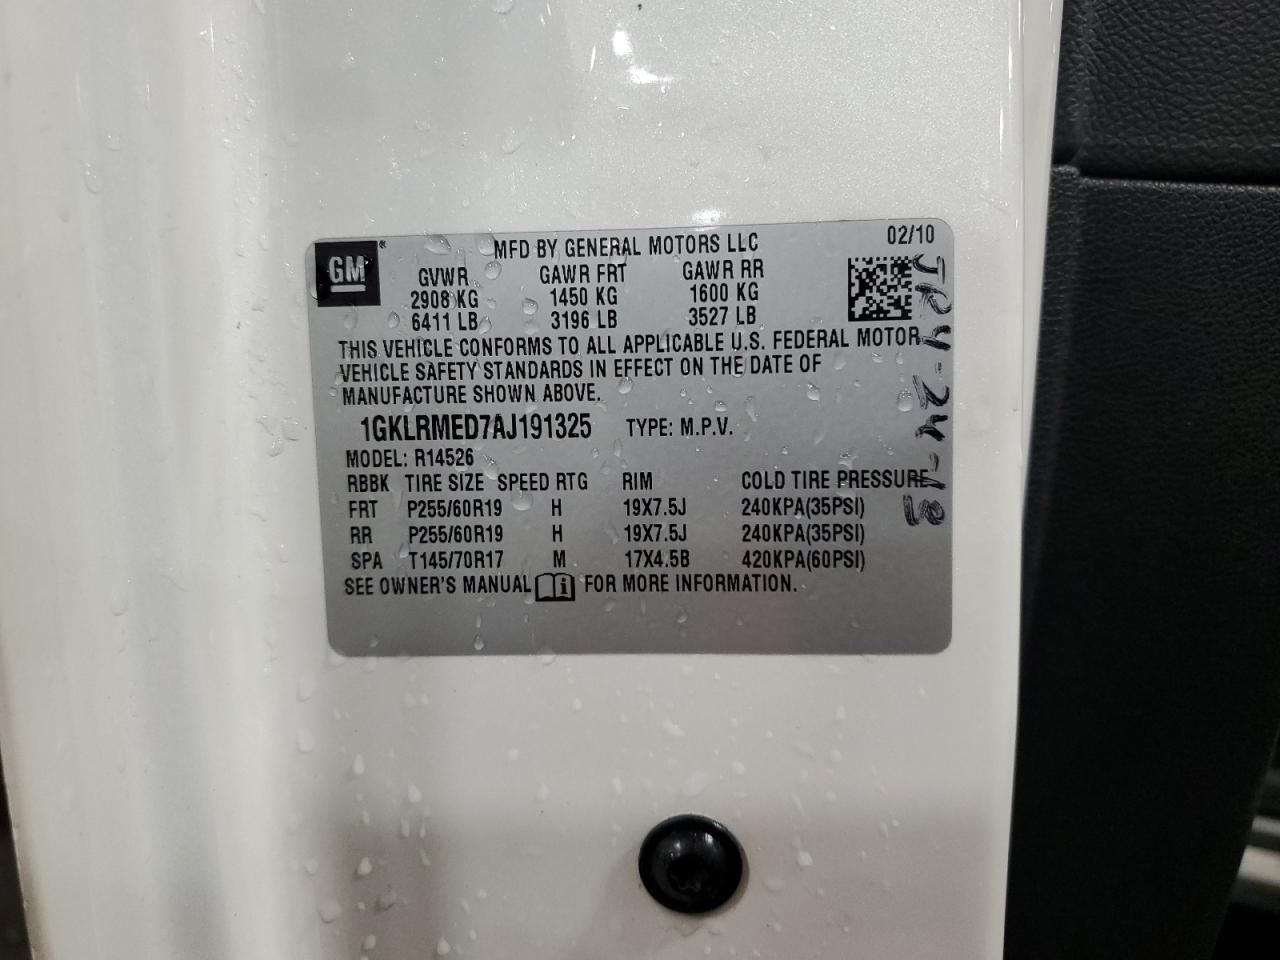 GM®
MFD BY GENERAL MOTORS LLC
02/10
GVWR GAWR FRT GAWR RR
2908 KG 1450 KG 1600 KG
6411 LB 3196 LB 3527 LB
THIS VEHICLE CONFORMS TO ALL APPLICABLE U.S. FEDERAL MOTOR
VEHICLE SAFETY STANDARDS IN EFFECT ON THE DATE OF
MANUFACTURE SHOWN ABOVE.
1GKLRMED7AJ191325 TYPE: M.P.V.
MODEL: R14526
RBBK TIRE SIZE SPEED RTG RIM COLD TIRE PRESSURE
FRT P255/60R19 H 19X7.5J 240KPA(35PSI)
RR P255/60R19 H 19X7.5J 240KPA(35PSI)
SPA T145/70R17 M 17X4.5B 420KPA(60PSI)
SEE OWNER'S MANUAL i FOR MORE INFORMATION.